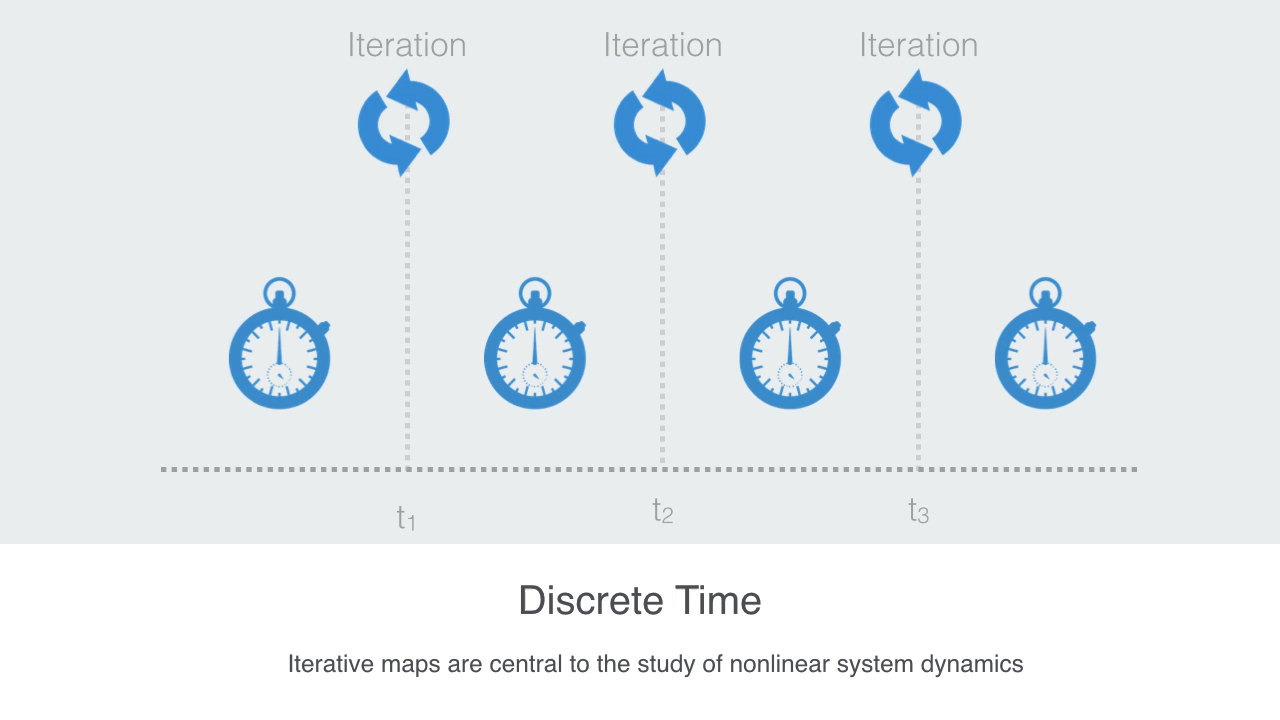 Iteration Iteration Iteration
t₁ t₂ t₃
Discrete Time
Iterative maps are central to the study of nonlinear system dynamics